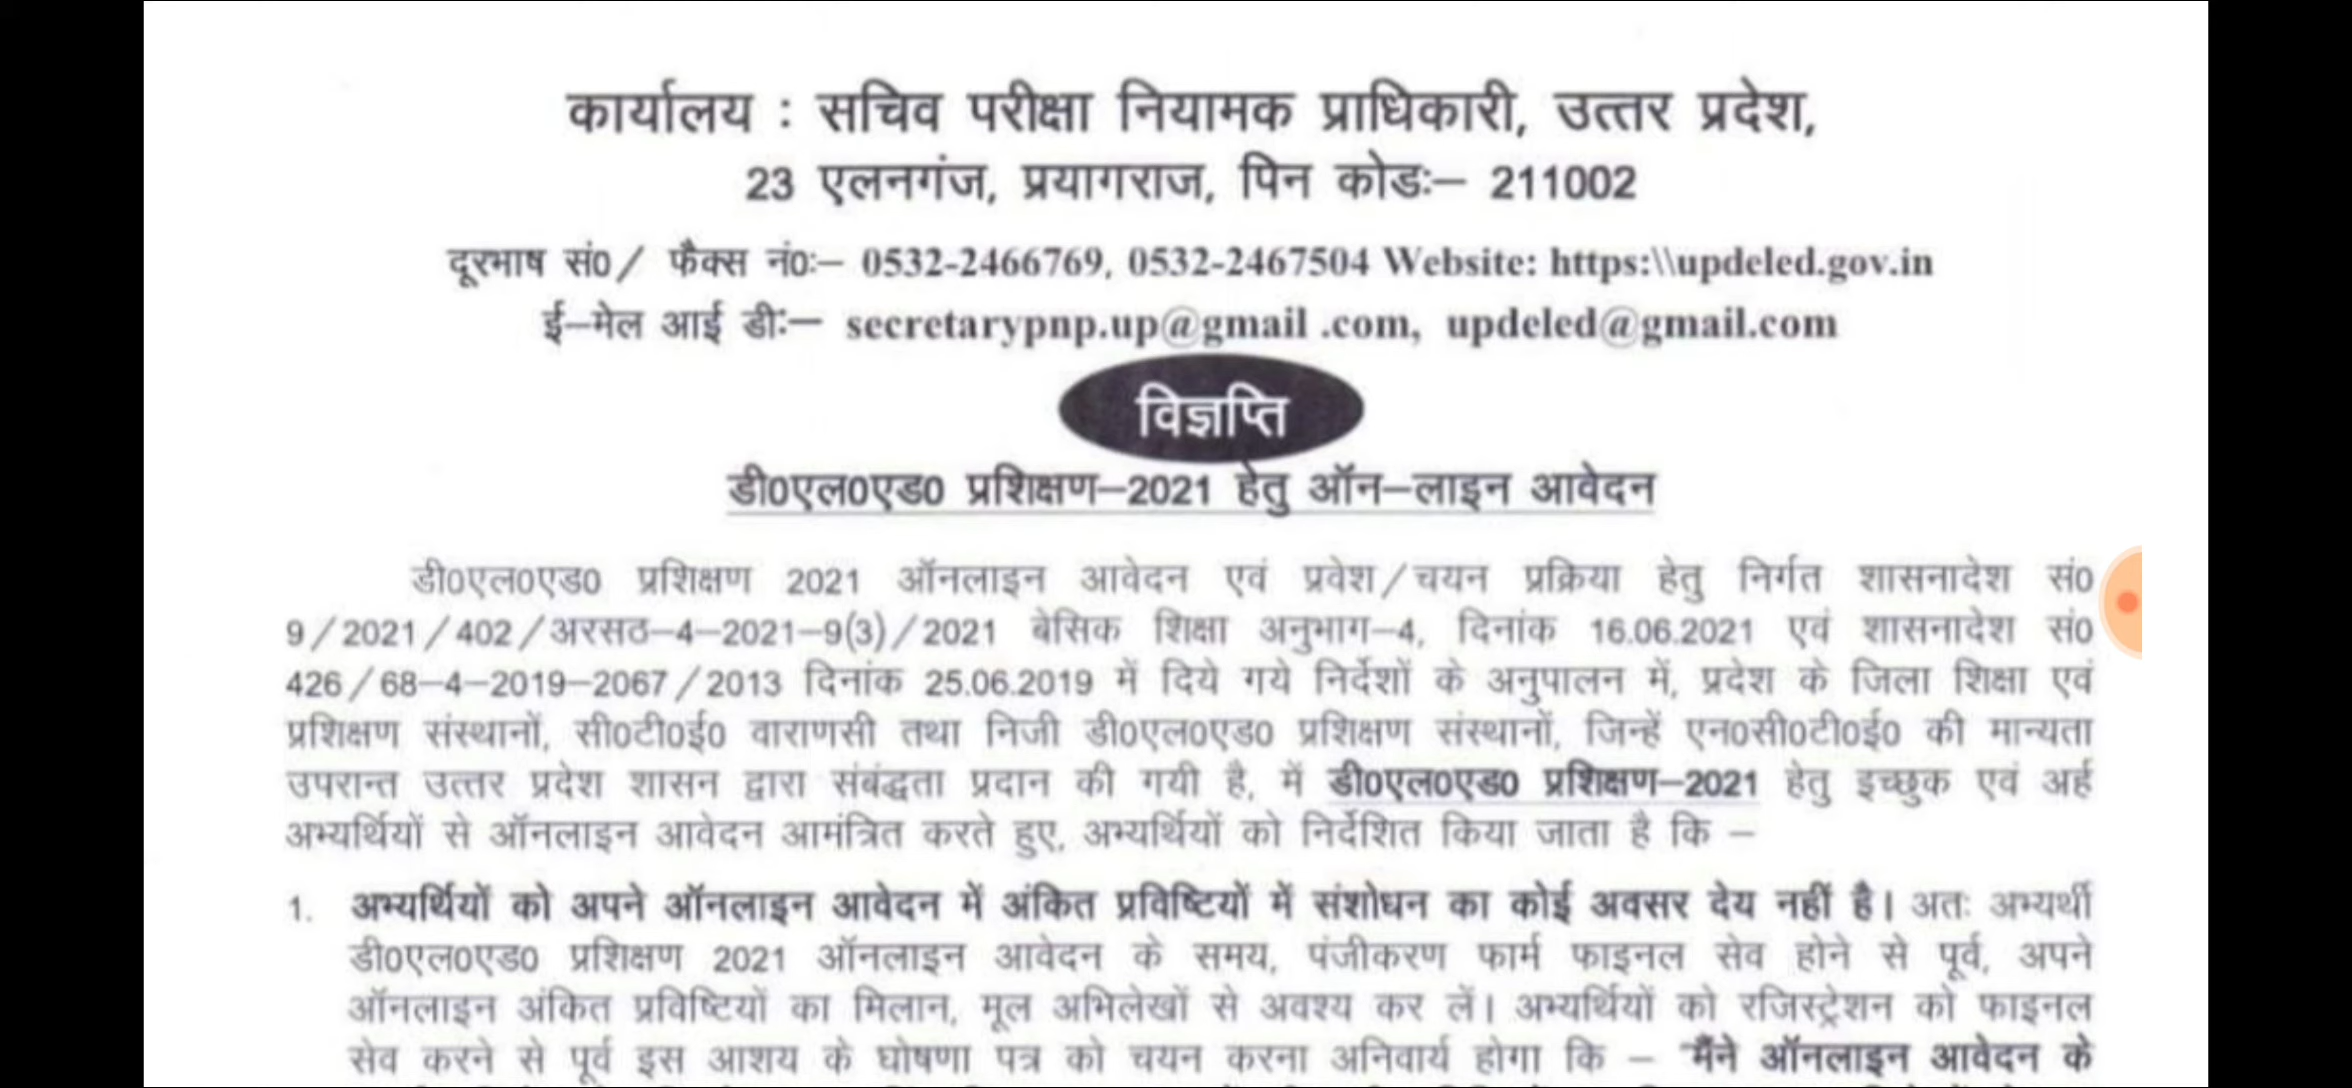 कार्यालय : सचिव परीक्षा नियामक प्राधिकारी, उत्तर प्रदेश,
23 एलनगंज, प्रयागराज, पिन कोडः– 211002
दूरभाष सं0/ फैक्स नं0:– 0532-2466769, 0532-2467504 Website: https:\\updeled.gov.in
ई–मेल आई डीः– secretarypnp.up@gmail .com, updeled@gmail.com
विज्ञप्ति
डी0एल0एड0 प्रशिक्षण–2021 हेतु ऑन–लाइन आवेदन
डी0एल0एड0 प्रशिक्षण 2021 ऑनलाइन आवेदन एवं प्रवेश/चयन प्रक्रिया हेतु निर्गत शासनादेश सं0
9/2021/402/अरसठ–4–2021–9(3)/2021 बेसिक शिक्षा अनुभाग–4, दिनांक 16.06.2021 एवं शासनादेश सं0
426/68–4–2019–2067/2013 दिनांक 25.06.2019 में दिये गये निर्देशों के अनुपालन में, प्रदेश के जिला शिक्षा एवं
प्रशिक्षण संस्थानों, सी0टी0ई0 वाराणसी तथा निजी डी0एल0एड0 प्रशिक्षण संस्थानों, जिन्हें एन0सी0टी0ई0 की मान्यता
उपरान्त उत्तर प्रदेश शासन द्वारा संबंद्धता प्रदान की गयी है, में डी0एल0एड0 प्रशिक्षण–2021 हेतु इच्छुक एवं अर्ह
अभ्यर्थियों से ऑनलाइन आवेदन आमंत्रित करते हुए, अभ्यर्थियों को निर्देशित किया जाता है कि –
1. अभ्यर्थियों को अपने ऑनलाइन आवेदन में अंकित प्रविष्टियों में संशोधन का कोई अवसर देय नहीं है। अतः अभ्यर्थी
डी0एल0एड0 प्रशिक्षण 2021 ऑनलाइन आवेदन के समय, पंजीकरण फार्म फाइनल सेव होने से पूर्व, अपने
ऑनलाइन अंकित प्रविष्टियों का मिलान, मूल अभिलेखों से अवश्य कर लें। अभ्यर्थियों को रजिस्ट्रेशन को फाइनल
सेव करने से पूर्व इस आशय के घोषणा पत्र को चयन करना अनिवार्य होगा कि – "मैंने ऑनलाइन आवेदन के